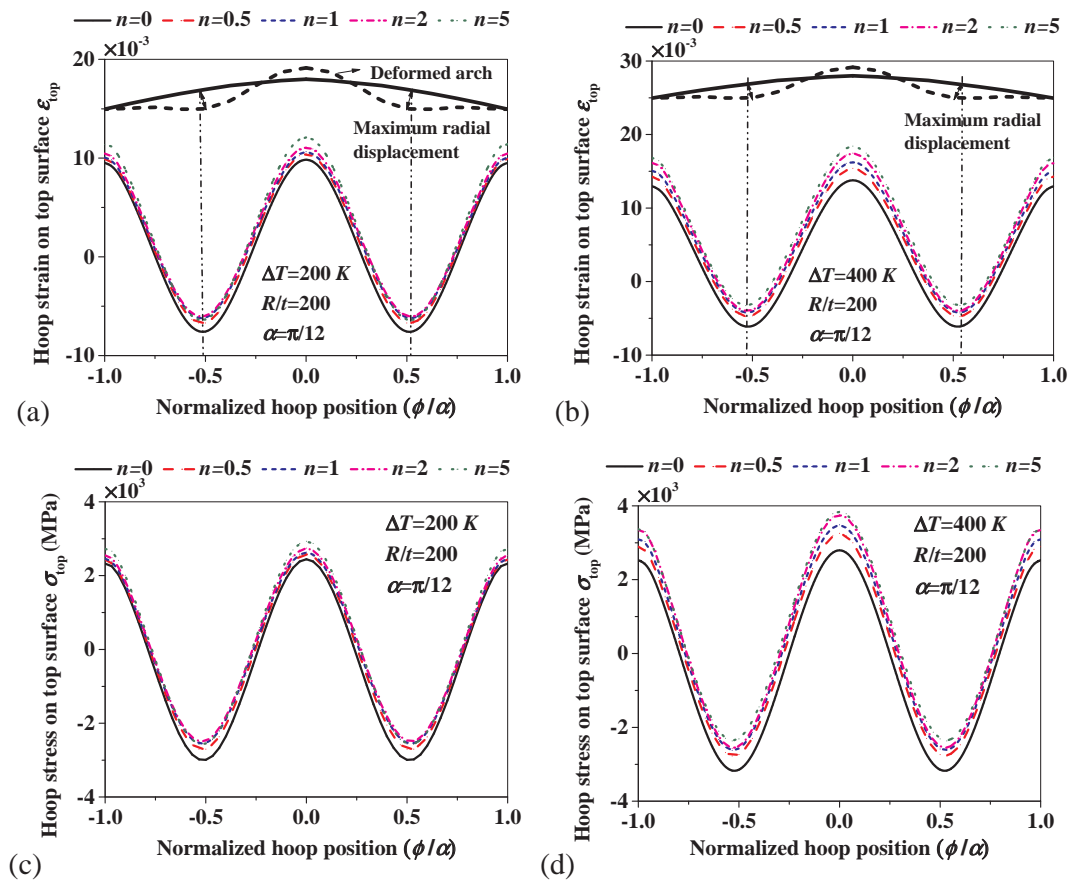 n=0 n=0.5 n=1 n=2 n=5
×10⁻³
20
10
0
-10
Hoop strain on top surface ε_top
Deformed arch
Maximum radial
displacement
ΔT=200 K
R/t=200
α=π/12
-1.0 -0.5 0.0 0.5 1.0
Normalized hoop position (ϕ/α)
(a)
n=0 n=0.5 n=1 n=2 n=5
×10⁻³
30
20
10
0
-10
Hoop strain on top surface ε_top
Maximum radial
displacement
ΔT=400 K
R/t=200
α=π/12
-1.0 -0.5 0.0 0.5 1.0
Normalized hoop position (ϕ/α)
(b)
n=0 n=0.5 n=1 n=2 n=5
×10³
4
2
0
-2
-4
Hoop stress on top surface σ_top (MPa)
ΔT=200 K
R/t=200
α=π/12
-1.0 -0.5 0.0 0.5 1.0
Normalized hoop position (ϕ/α)
(c)
n=0 n=0.5 n=1 n=2 n=5
×10³
4
2
0
-2
-4
Hoop stress on top surface σ_top (MPa)
ΔT=400 K
R/t=200
α=π/12
-1.0 -0.5 0.0 0.5 1.0
Normalized hoop position (ϕ/α)
(d)